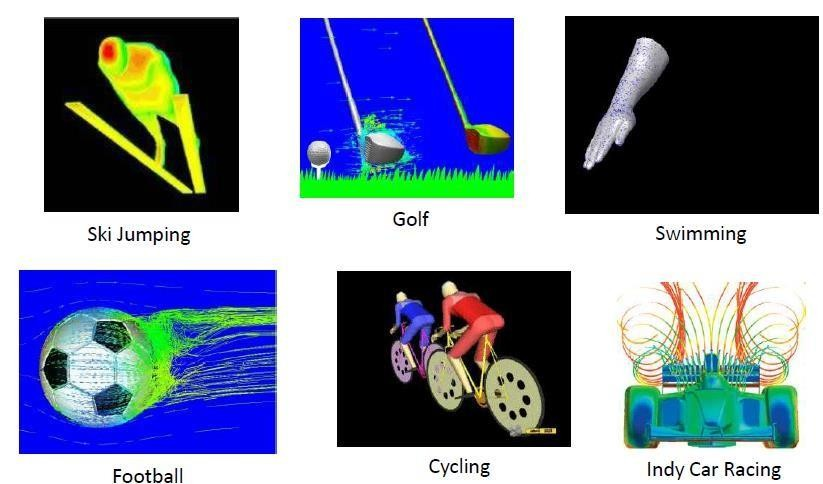 Ski Jumping
Golf
Swimming
Football
Cycling
Indy Car Racing